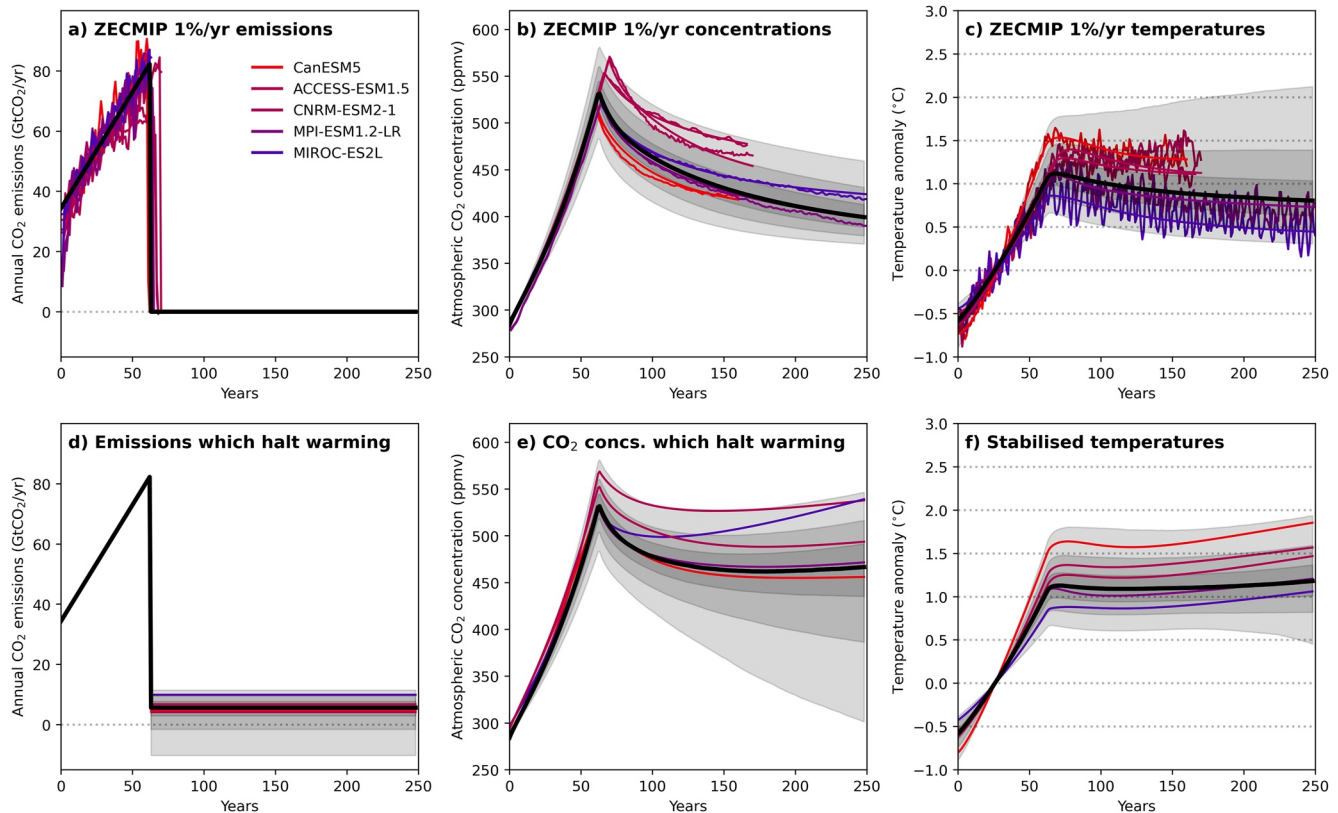 a) ZECMIP 1%/yr emissions
Annual CO₂ emissions (GtCO₂/yr)
80
60
40
20
0
0 50 100 150 200 250
Years
CanESM5
ACCESS-ESM1.5
CNRM-ESM2-1
MPI-ESM1.2-LR
MIROC-ES2L
b) ZECMIP 1%/yr concentrations
Atmospheric CO₂ concentration (ppmv)
600
550
500
450
400
350
300
250
0 50 100 150 200 250
Years
c) ZECMIP 1%/yr temperatures
Temperature anomaly (°C)
3.0
2.5
2.0
1.5
1.0
0.5
0.0
−0.5
−1.0
0 50 100 150 200 250
Years
d) Emissions which halt warming
Annual CO₂ emissions (GtCO₂/yr)
80
60
40
20
0
0 50 100 150 200 250
Years
e) CO₂ concs. which halt warming
Atmospheric CO₂ concentration (ppmv)
600
550
500
450
400
350
300
250
0 50 100 150 200 250
Years
f) Stabilised temperatures
Temperature anomaly (°C)
3.0
2.5
2.0
1.5
1.0
0.5
0.0
−0.5
−1.0
0 50 100 150 200 250
Years